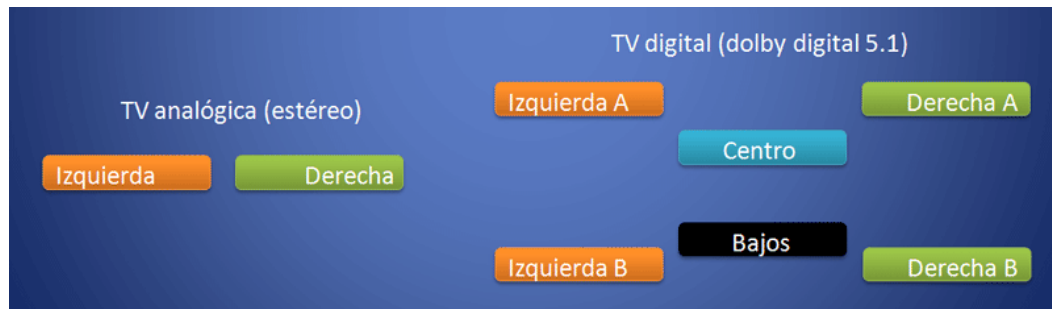 TV analógica (estéreo)
Izquierda
Derecha
TV digital (dolby digital 5.1)
Izquierda A
Derecha A
Centro
Bajos
Izquierda B
Derecha B